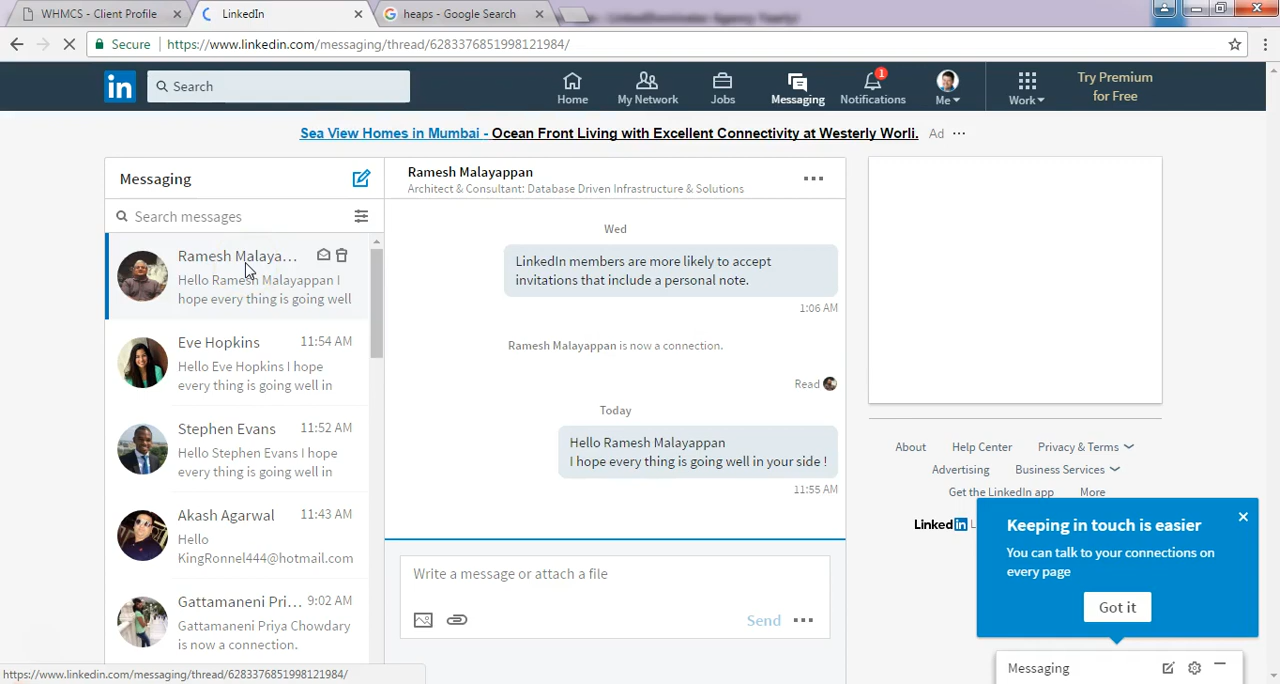 WHMCS - Client Profile
LinkedIn
heaps - Google Search
LinkedDominator Agency Yearly!
Secure
https://www.linkedin.com/messaging/thread/6283376851998121984/
in
Search
Home
My Network
Jobs
Messaging
1
Notifications
Me
Work
Try Premium
for Free
Sea View Homes in Mumbai - Ocean Front Living with Excellent Connectivity at Westerly Worli.
Ad
Messaging
Search messages
Ramesh Malaya...
Hello Ramesh Malayappan I
hope every thing is going well
Eve Hopkins
11:54 AM
Hello Eve Hopkins I hope
every thing is going well in
Stephen Evans
11:52 AM
Hello Stephen Evans I hope
every thing is going well in
Akash Agarwal
11:43 AM
Hello
KingRonnel444@hotmail.com
Gattamaneni Pri...
9:02 AM
Gattamaneni Priya Chowdary
is now a connection.
Ramesh Malayappan
Architect & Consultant: Database Driven Infrastructure & Solutions
Wed
LinkedIn members are more likely to accept
invitations that include a personal note.
1:06 AM
Ramesh Malayappan is now a connection.
Read
Today
Hello Ramesh Malayappan
I hope every thing is going well in your side !
11:55 AM
Write a message or attach a file
Send
About
Help Center
Privacy & Terms
Advertising
Business Services
Get the LinkedIn app
More
Linked in L
Keeping in touch is easier
You can talk to your connections on
every page
Got it
Messaging
https://www.linkedin.com/messaging/thread/6283376851998121984/